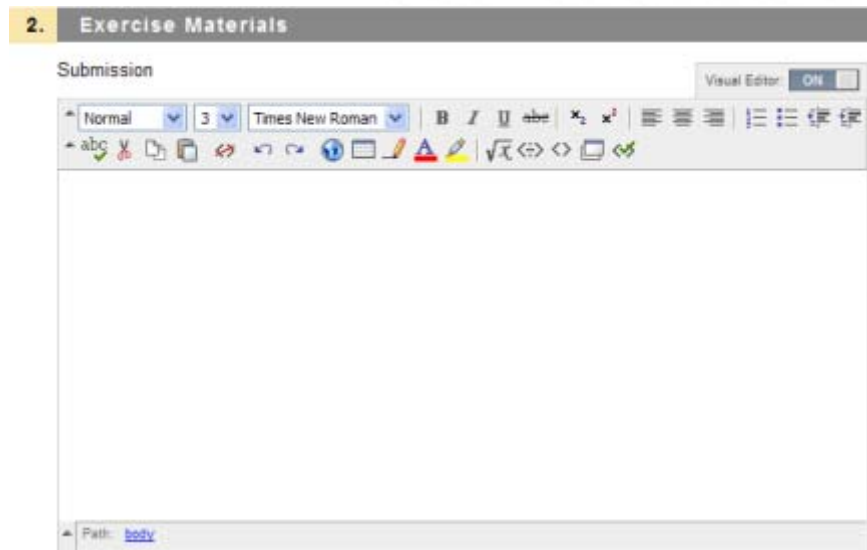 2. Exercise Materials
Submission
Visual Editor: ON
Normal 3 Times New Roman B I U abc x₂ x²
abc A √x
Path: body